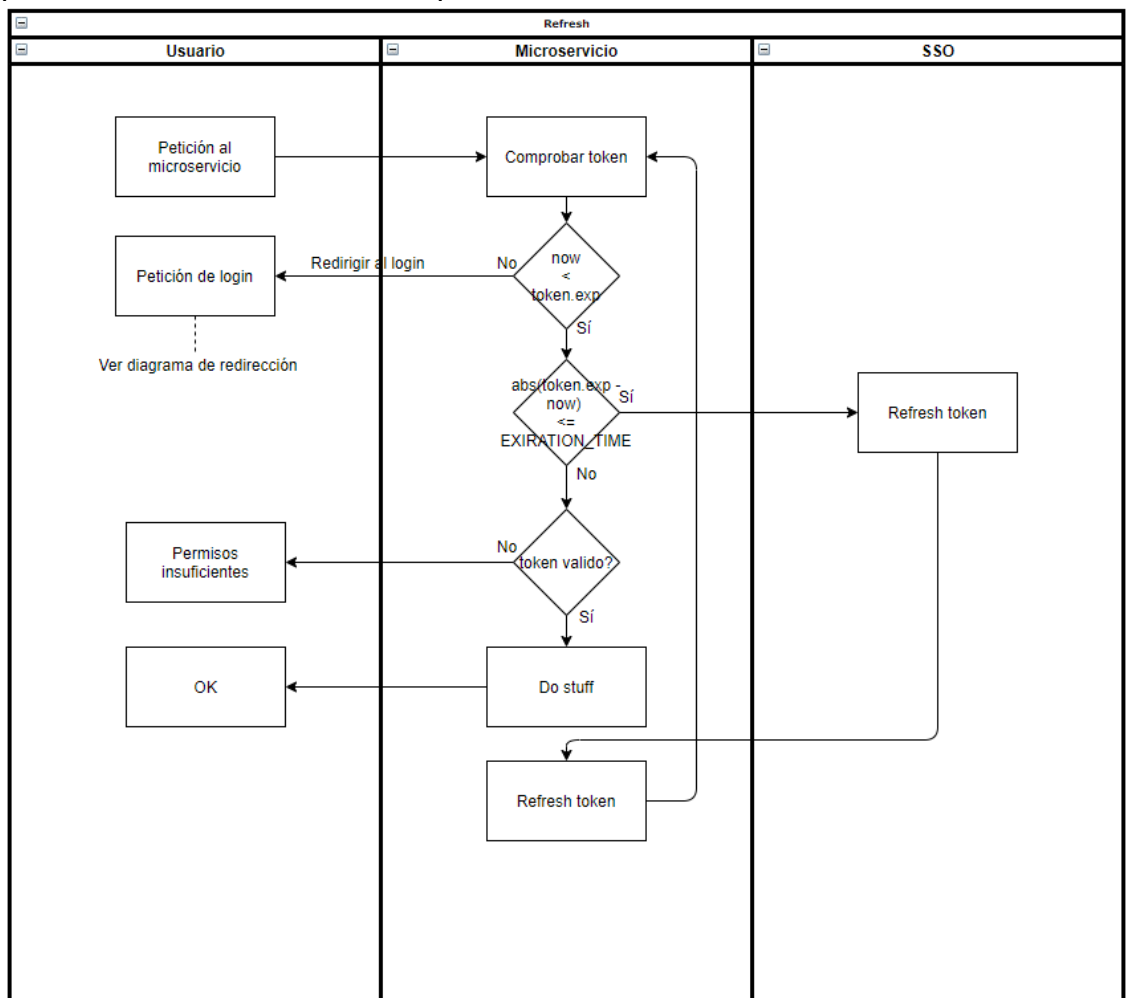 Refresh
Usuario
Microservicio
SSO
Petición al
microservicio
Comprobar token
Petición de login
Redirigir al login
No
now
<
token.exp
Sí
Ver diagrama de redirección
abs(token.exp -
now)
<=
EXIRATION_TIME
Sí
Refresh token
No
Permisos
insuficientes
No
token valido?
Sí
OK
Do stuff
Refresh token